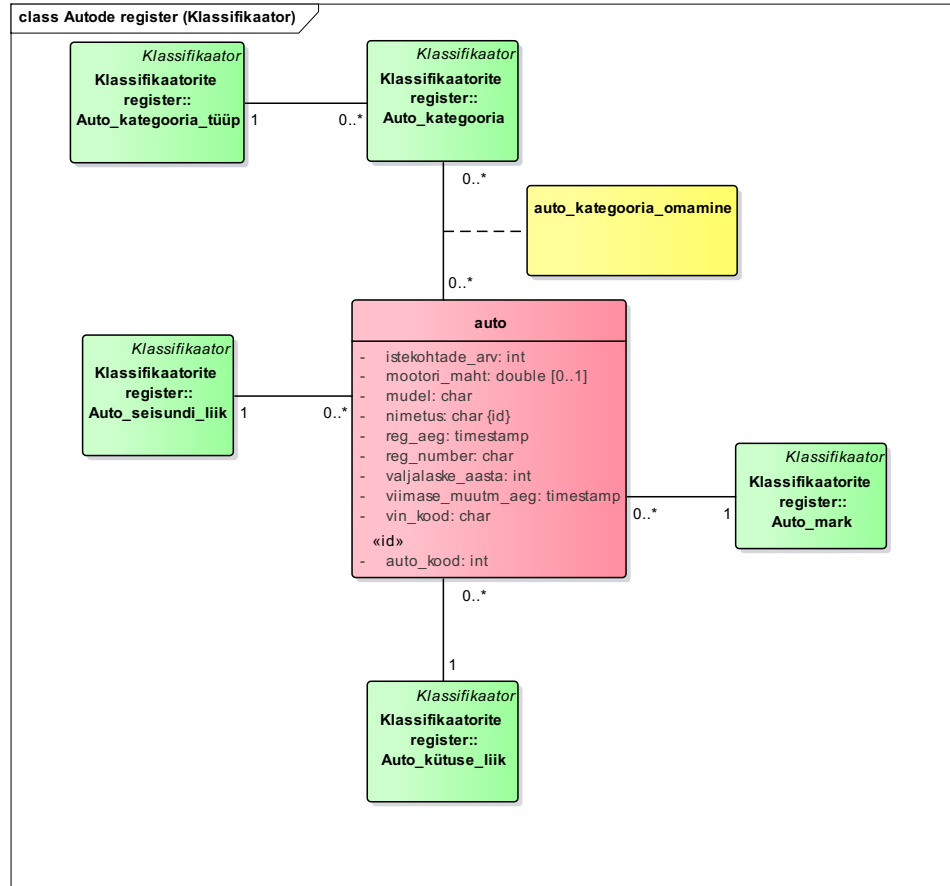 class Autode register (Klassifikaator)
Klassifikaator
Klassifikaatorite
register::
Auto_kategooria_tüüp
1
0..*
Klassifikaator
Klassifikaatorite
register::
Auto_kategooria
0..*
auto_kategooria_omamine
0..*
Klassifikaator
Klassifikaatorite
register::
Auto_seisundi_liik
1
0..*
auto
- istekohtade_arv: int
- mootori_maht: double [0..1]
- mudel: char
- nimetus: char {id}
- reg_aeg: timestamp
- reg_number: char
- valjalaske_aasta: int
- viimase_muutm_aeg: timestamp
- vin_kood: char
«id»
- auto_kood: int
0..*
1
Klassifikaator
Klassifikaatorite
register::
Auto_mark
0..*
1
Klassifikaator
Klassifikaatorite
register::
Auto_kütuse_liik